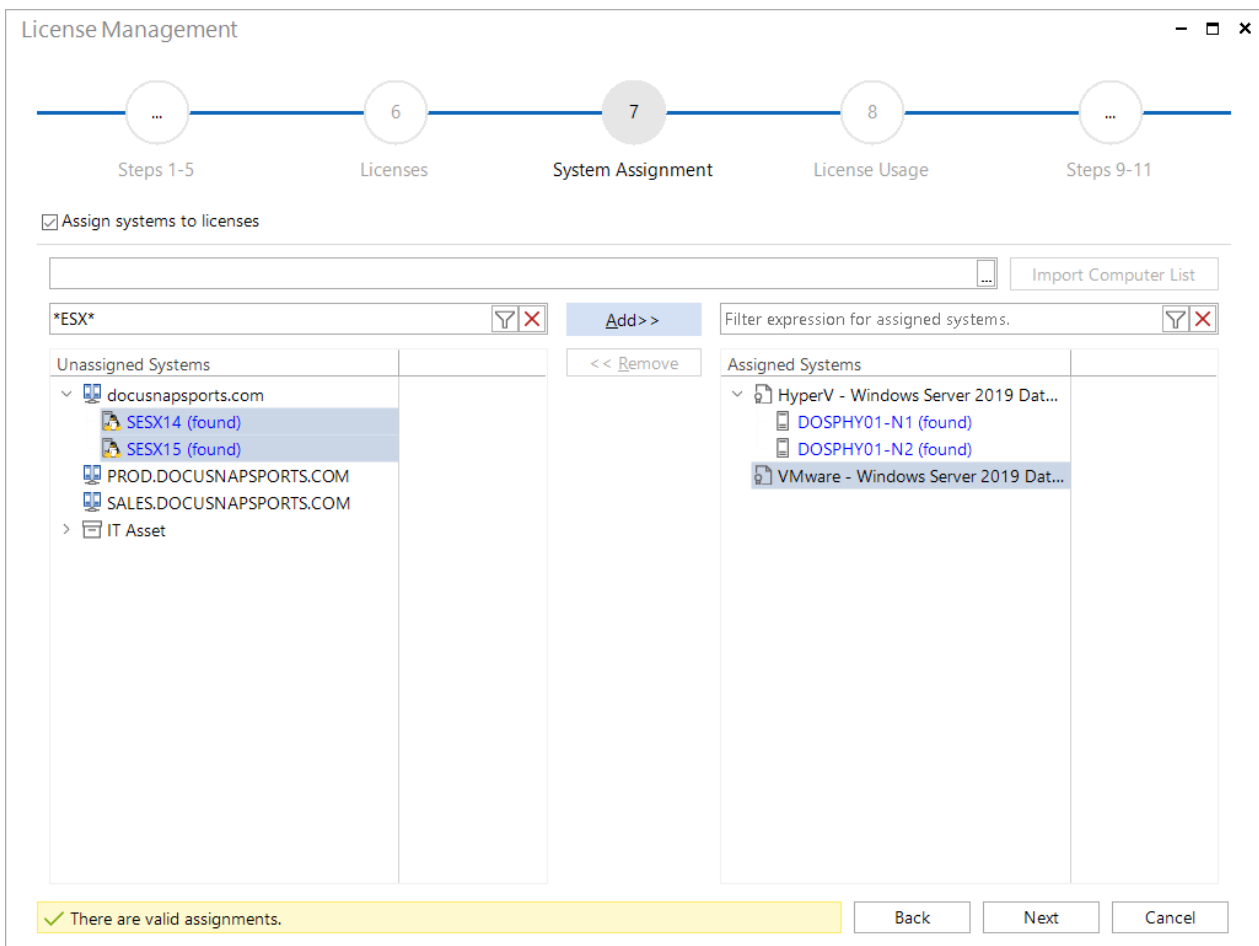 License Management
... 6 7 8 ...
Steps 1-5 Licenses System Assignment License Usage Steps 9-11
Assign systems to licenses
... Import Computer List
*ESX* Add>> Filter expression for assigned systems.
<< Remove
Unassigned Systems
docusnapsports.com
SESX14 (found)
SESX15 (found)
PROD.DOCUSNAPSPORTS.COM
SALES.DOCUSNAPSPORTS.COM
IT Asset
Assigned Systems
HyperV - Windows Server 2019 Dat...
DOSPHY01-N1 (found)
DOSPHY01-N2 (found)
VMware - Windows Server 2019 Dat...
There are valid assignments.
Back Next Cancel